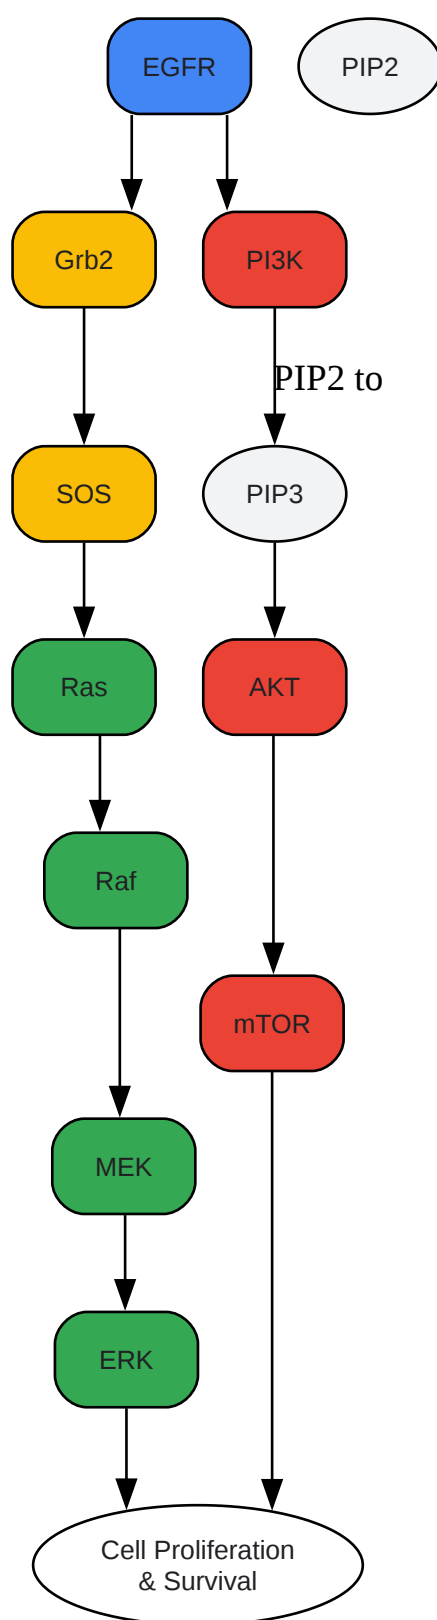 EGFR
PIP2
Grb2
PI3K
PIP2 to
SOS
PIP3
Ras
AKT
Raf
mTOR
MEK
ERK
Cell Proliferation
& Survival